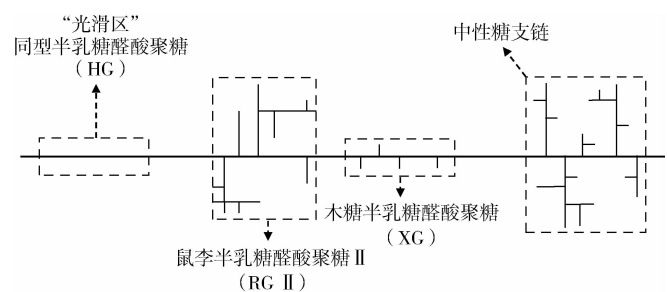 “光滑区”
同型半乳糖醛酸聚糖
（HG）
中性糖支链
木糖半乳糖醛酸聚糖
（XG）
鼠李半乳糖醛酸聚糖Ⅱ
（RG Ⅱ）